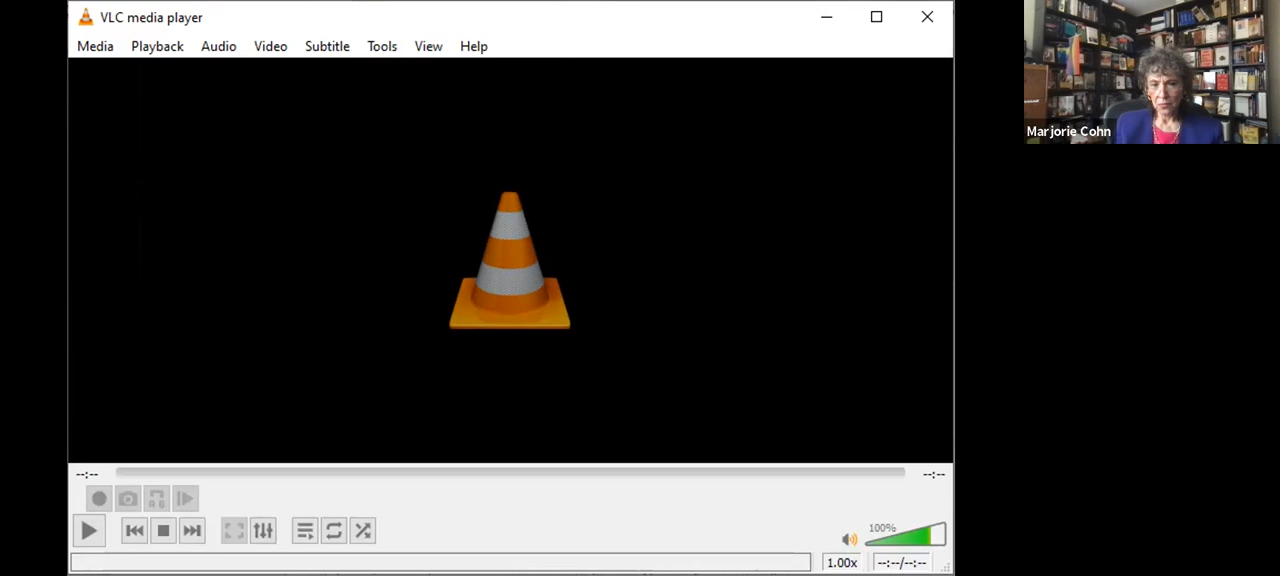 VLC media player
Media Playback Audio Video Subtitle Tools View Help
Marjorie Cohn
--:-- --:--
100%
1.00x --:--/--:--